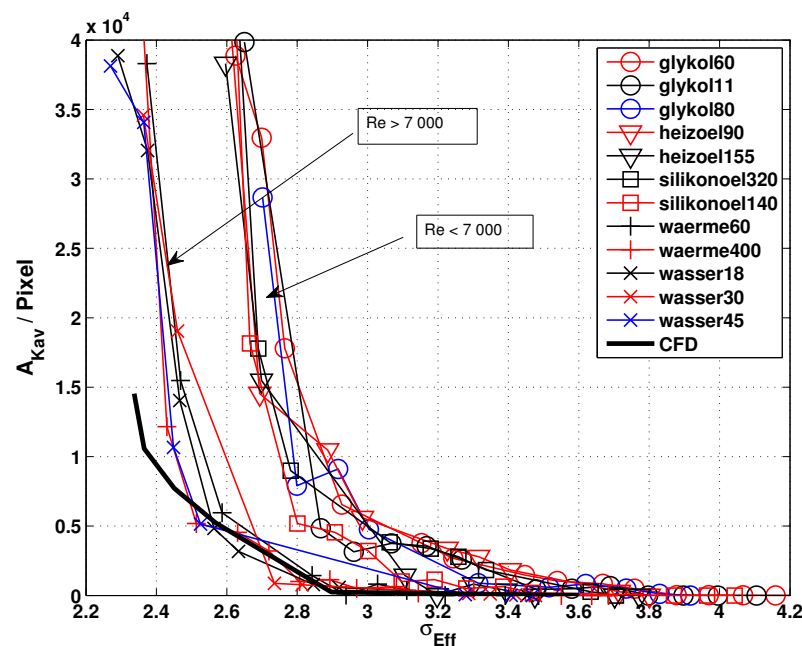 x 10^4
4
3.5
3
2.5
2
1.5
1
0.5
0
A_Kav / Pixel
2.2 2.4 2.6 2.8 3 3.2 3.4 3.6 3.8 4 4.2
σ_Eff
Re > 7 000
Re < 7 000
glykol60
glykol11
glykol80
heizoel90
heizoel155
silikonoel320
silikonoel140
waerme60
waerme400
wasser18
wasser30
wasser45
CFD